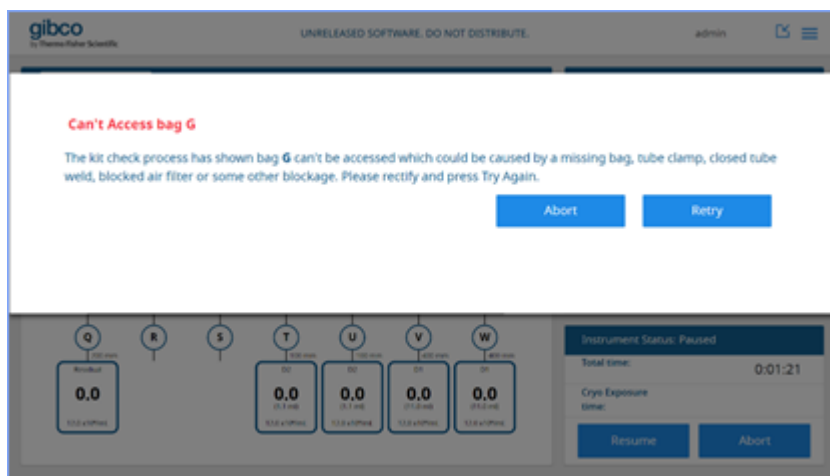 gibco
by Thermo Fisher Scientific
UNRELEASED SOFTWARE. DO NOT DISTRIBUTE.
admin
Can't Access bag G
The kit check process has shown bag G can't be accessed which could be caused by a missing bag, tube clamp, closed tube
weld, blocked air filter or some other blockage. Please rectify and press Try Again.
Abort Retry
Q R S T U V W
0.0 0.0 0.0 0.0 0.0
Instrument Status: Paused
Total time: 0:01:21
Cryo Exposure
time:
Resume Abort